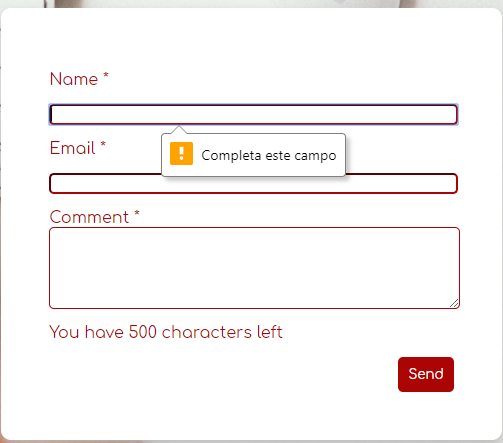 Name *
Completa este campo
Email *
Comment *
You have 500 characters left
Send